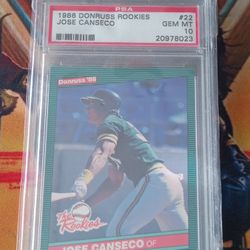 PSA
1986 DONRUSS ROOKIES #22
JOSE CANSECO GEM MT
10
20978023
Donruss '86
The
Rookies
JOSE CANSECO OF